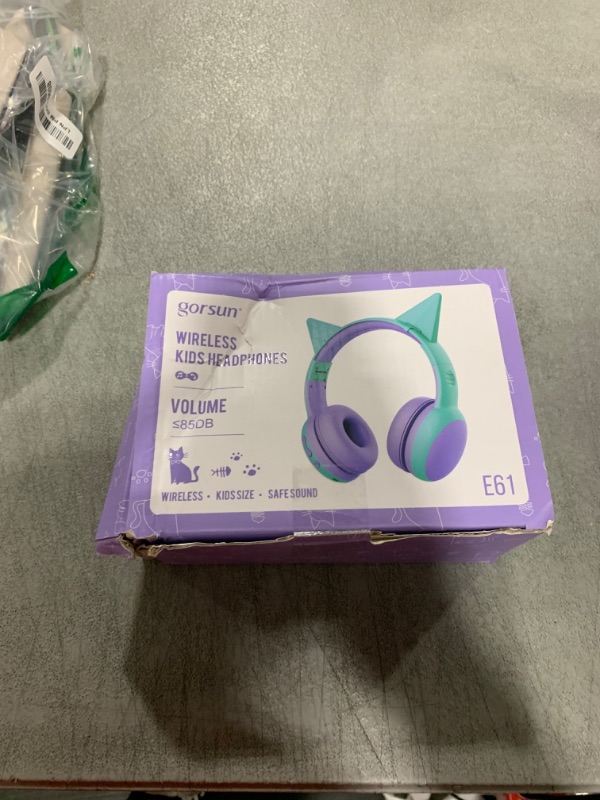 gorsun
WIRELESS
KIDS HEADPHONES
VOLUME
≤85DB
WIRELESS • KIDS SIZE • SAFE SOUND
E61